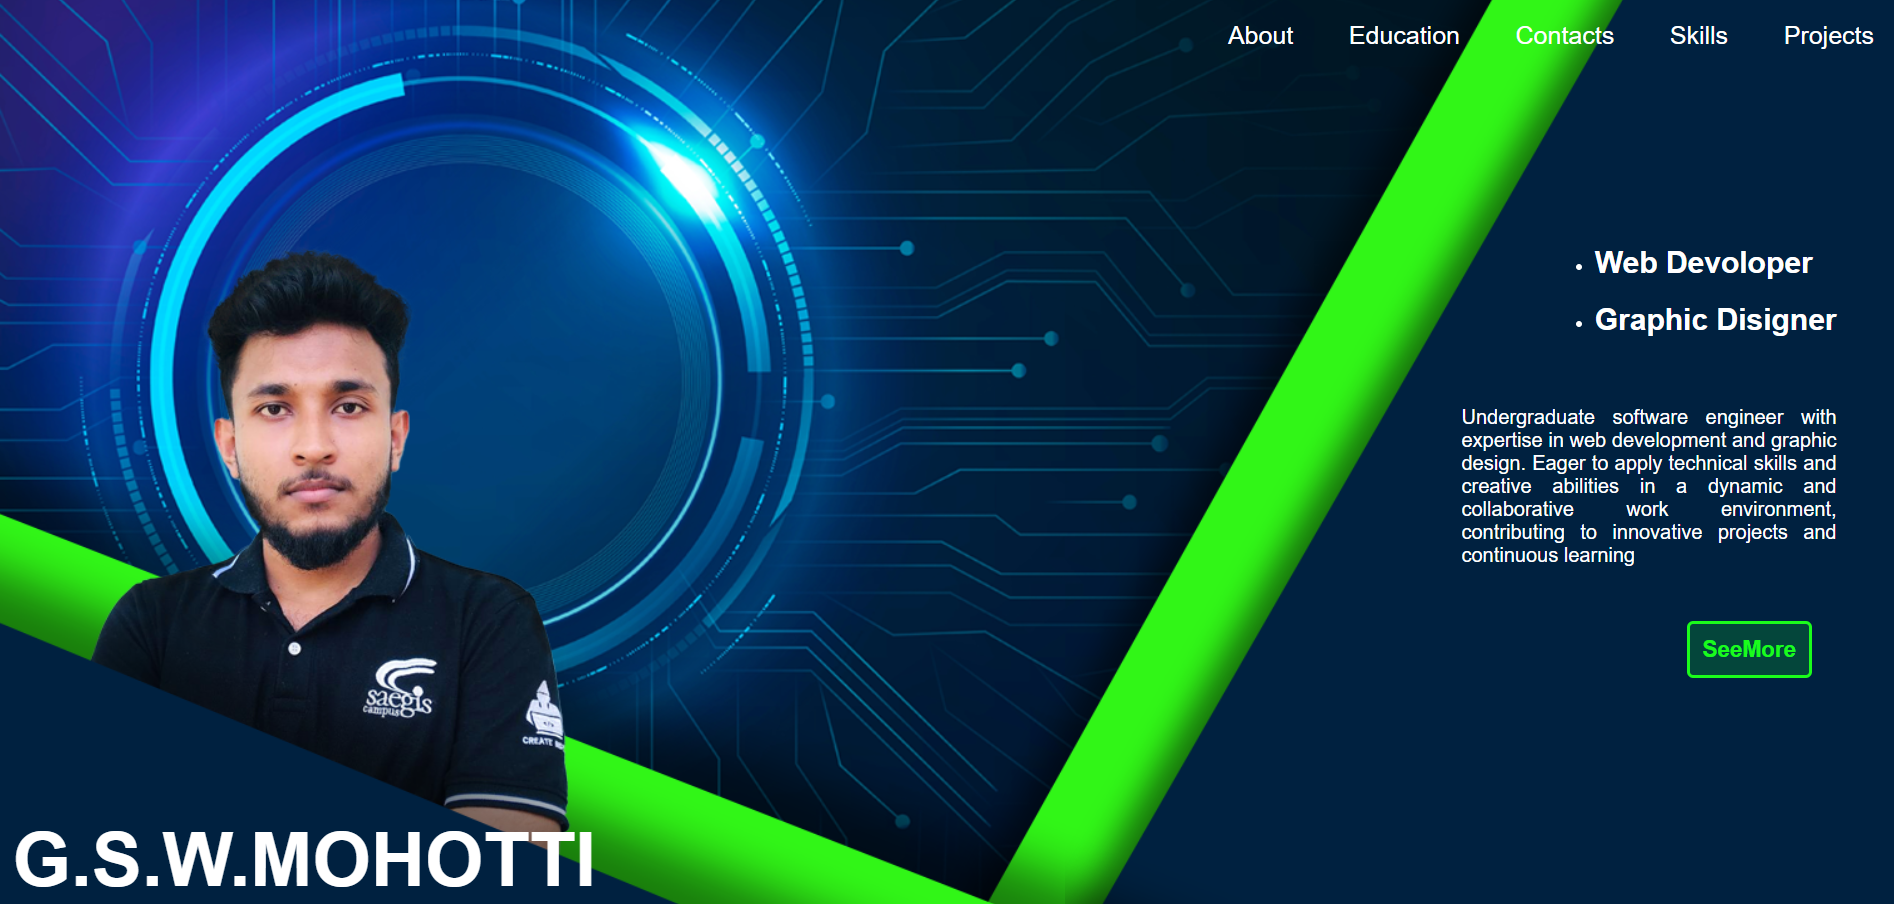 About Education Contacts Skills Projects
Web Devoloper
Graphic Disigner
Undergraduate software engineer with
expertise in web development and graphic
design. Eager to apply technical skills and
creative abilities in a dynamic and
collaborative work environment,
contributing to innovative projects and
continuous learning
SeeMore
saegis
campus
CREATE
G.S.W.MOHOTTI